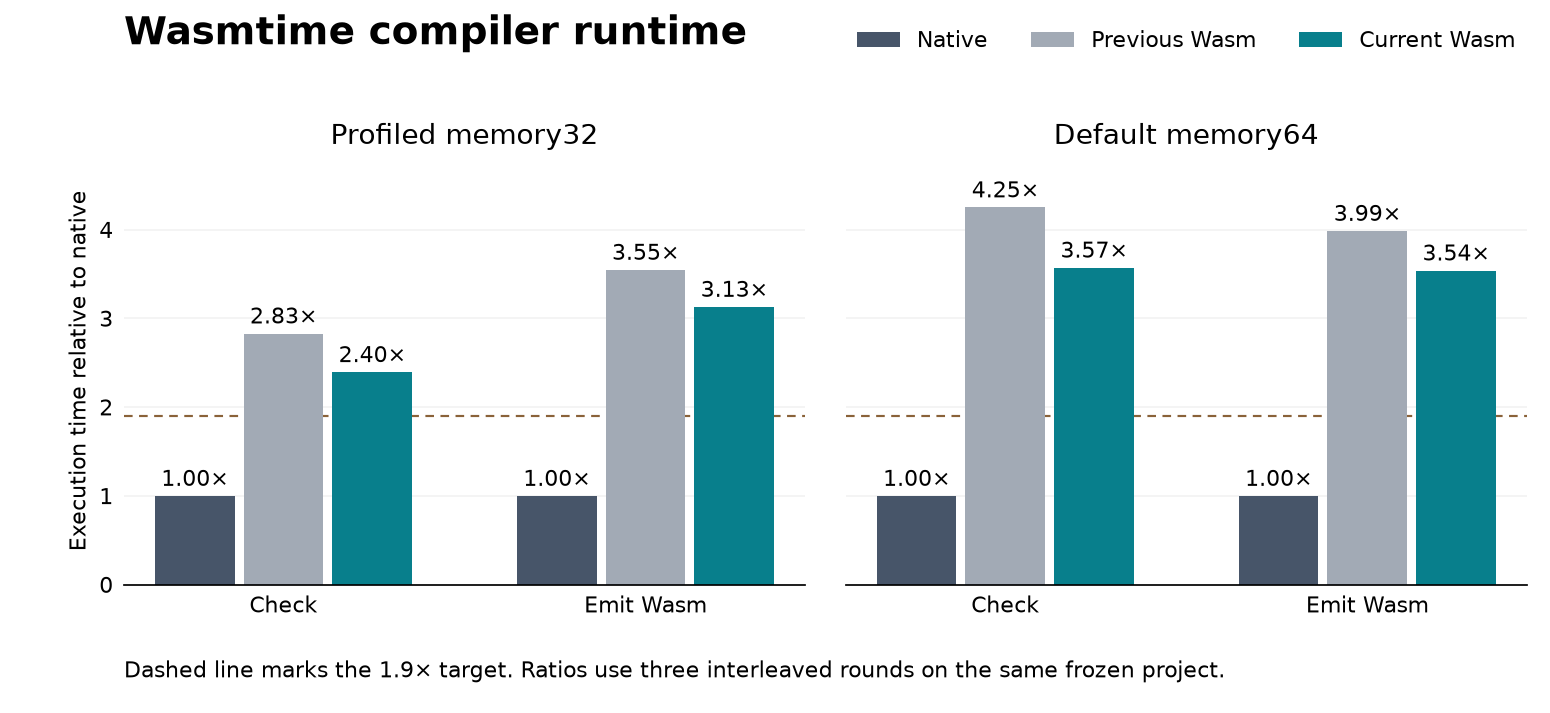 Wasmtime compiler runtime
Native
Previous Wasm
Current Wasm
Profiled memory32
Default memory64
Execution time relative to native
4
3
2
1
0
1.00×
2.83×
2.40×
1.00×
3.55×
3.13×
1.00×
4.25×
3.57×
1.00×
3.99×
3.54×
Check
Emit Wasm
Check
Emit Wasm
Dashed line marks the 1.9× target. Ratios use three interleaved rounds on the same frozen project.